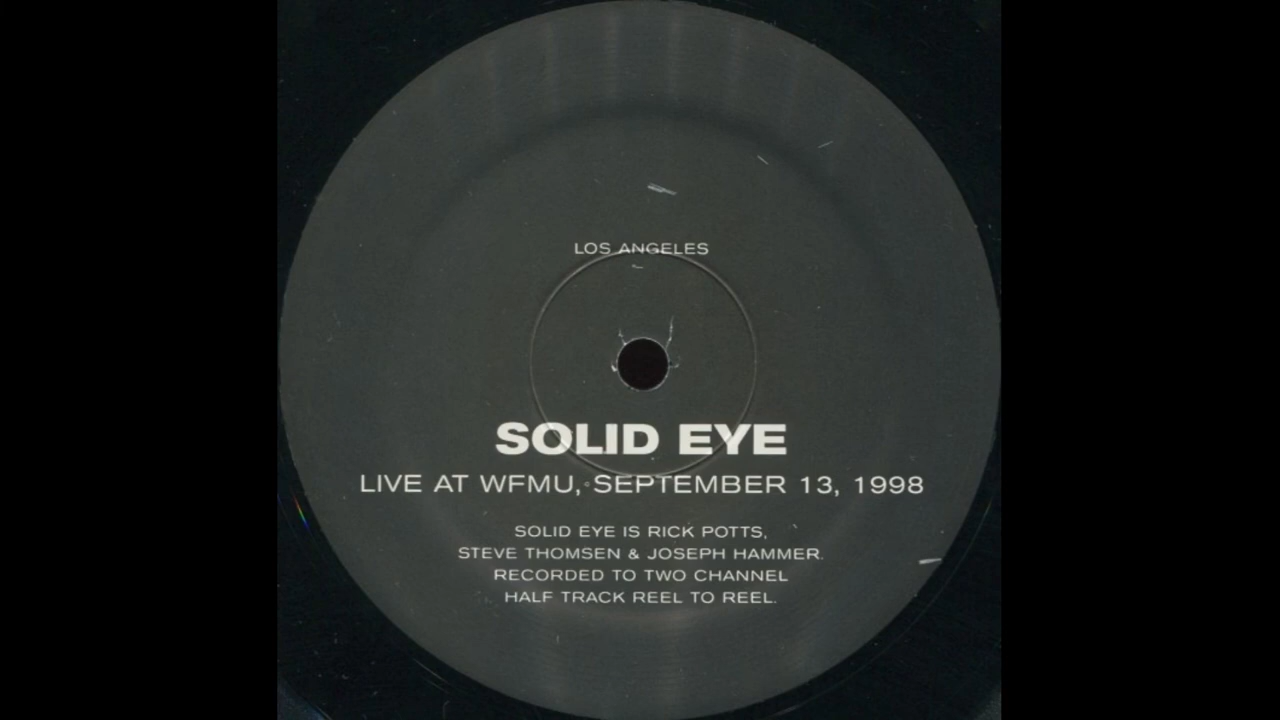 LOS ANGELES
SOLID EYE
LIVE AT WFMU, SEPTEMBER 13, 1998
SOLID EYE IS RICK POTTS,
STEVE THOMSEN & JOSEPH HAMMER.
RECORDED TO TWO CHANNEL
HALF TRACK REEL TO REEL.